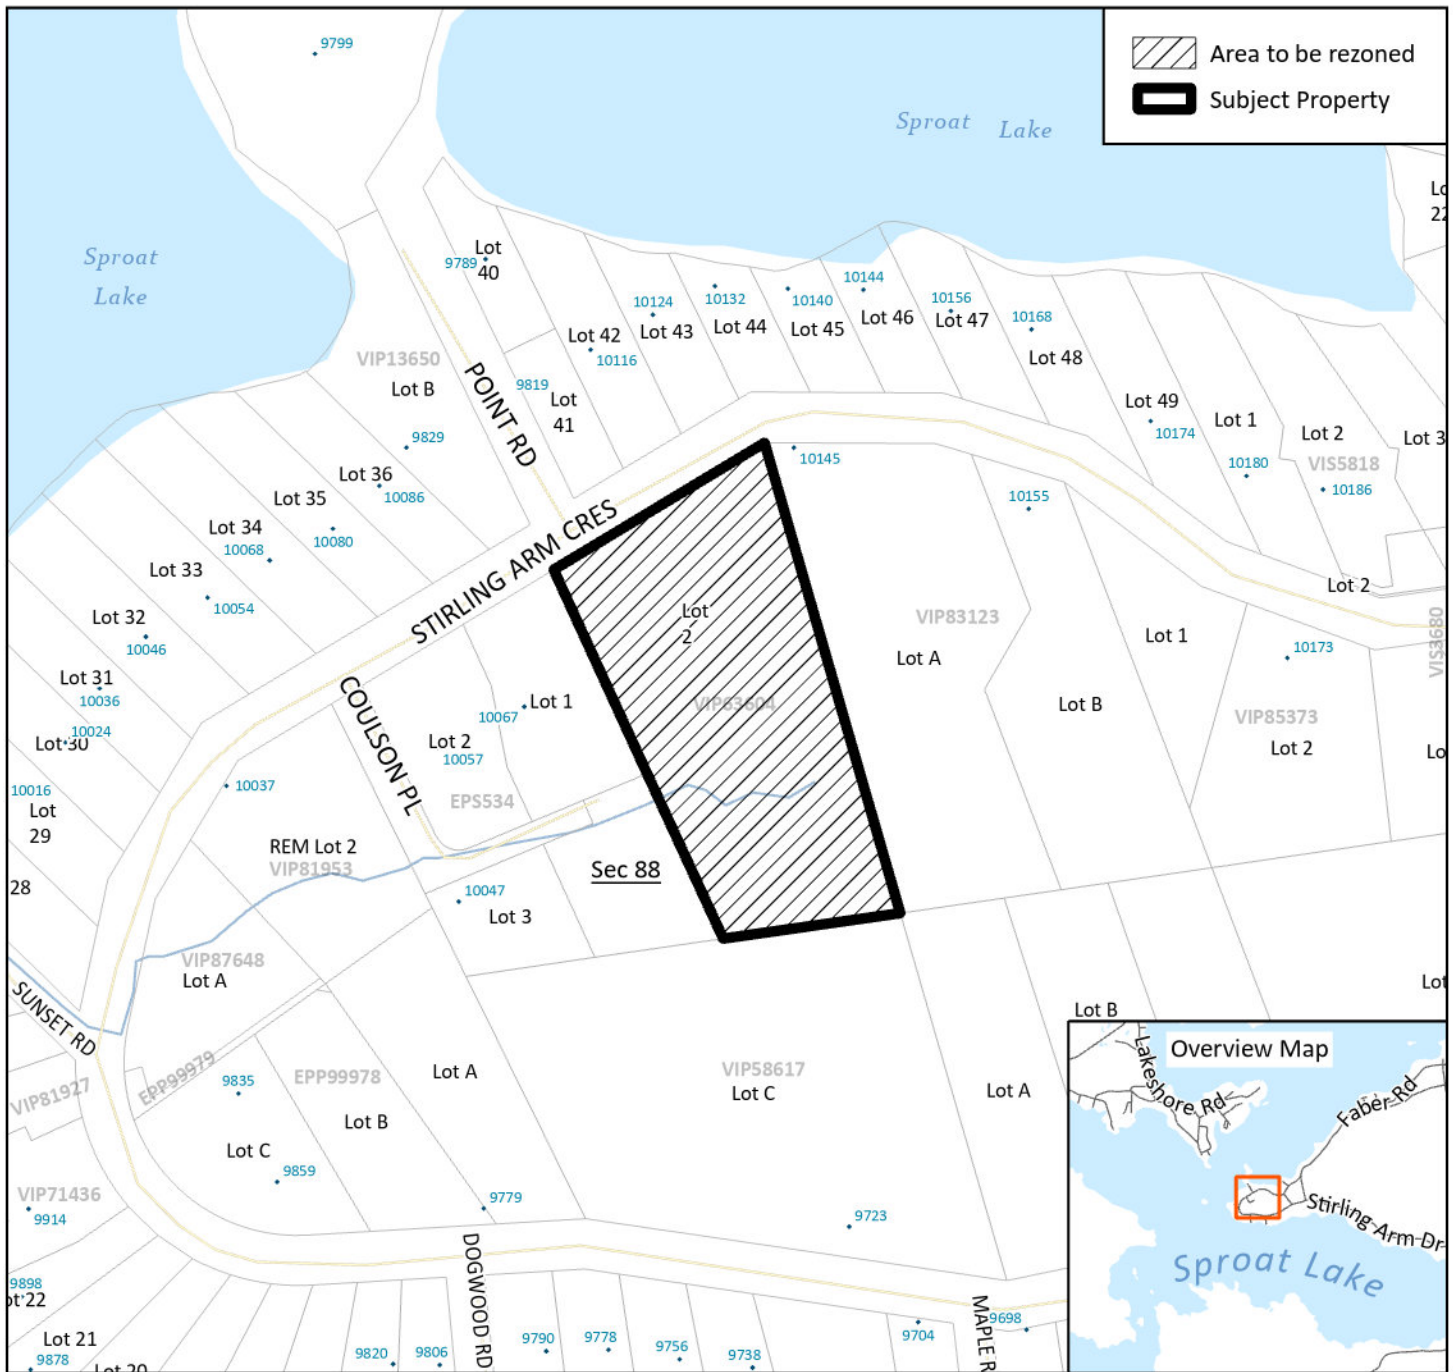 9799
Area to be rezoned
Subject Property
Sproat Lake
Sproat
Lake
Lot
40
9789
10144
10132
10140
10124
10156
10168
Lot 42
Lot 43
Lot 44
Lot 45
Lot 46
Lot 47
Lot 48
10116
VIP13650
Lot B
POINT RD
9819
Lot
41
Lot 49
10174
Lot 1
Lot 2
Lot 3
9829
10145
VIS5818
10180
10186
Lot 36
10086
Lot 35
10155
Lot 34
10068
10080
STIRLING ARM CRES
Lot 33
10054
Lot 2
Lot 32
10046
Lot
2
VIP83123
Lot 1
VIS3680
10173
Lot A
Lot 31
10036
COULSON PL
10067
Lot 1
VIP63604
Lot B
VIP85373
Lot 2
10024
Lot 30
Lot 2
10057
10037
10016
Lot
29
EPS534
REM Lot 2
VIP81953
Sec 88
28
10047
Lot 3
VIP87648
Lot A
SUNSET RD
Lot B
Overview Map
Lakeshore Rd
Faber Rd
Stirling Arm Dr
Sproat Lake
EPP99979
EPP99978
VIP58617
Lot C
Lot A
Lot A
VIP81927
9835
Lot B
Lot C
9859
VIP71436
9914
9779
9723
DOGWOOD RD
MAPLE R
9898
ot 22
Lot 21
9878
Lot 20
9820
9806
9790
9778
9756
9738
9704
9698